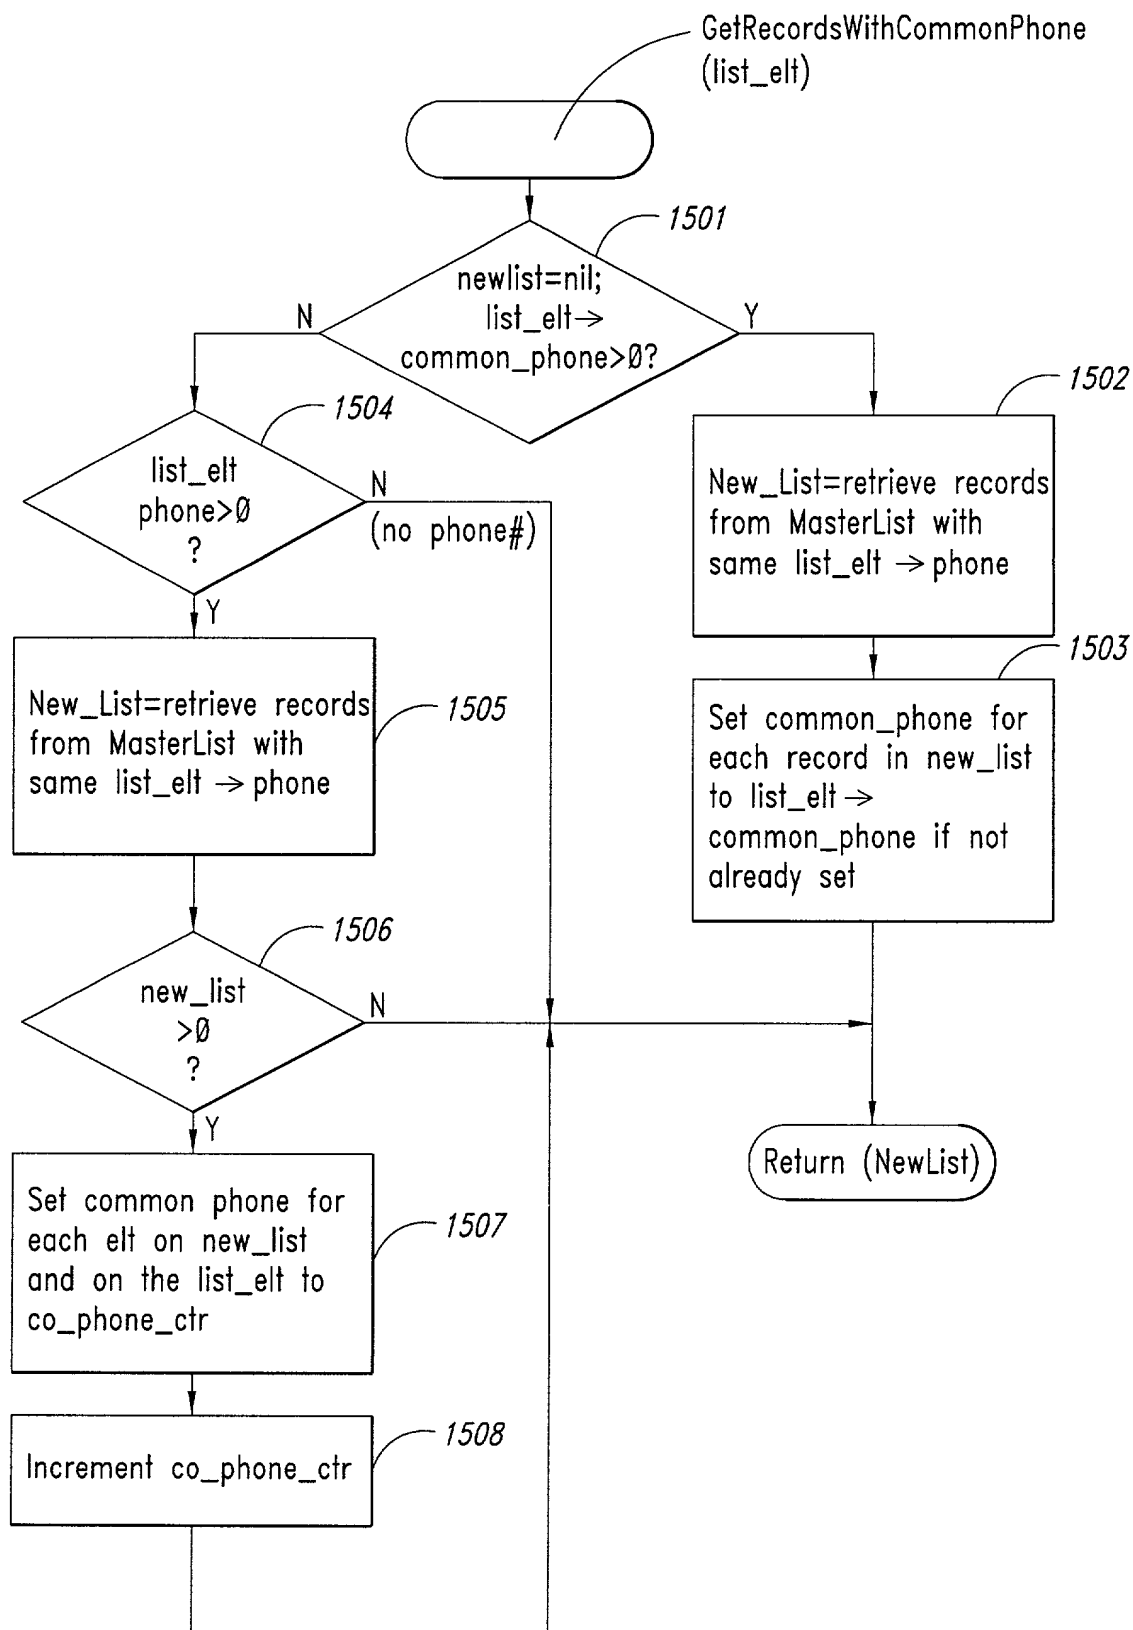 GetRecordsWithCommonPhone
(list_elt)
1501
newlist=nil;
list_elt→
common_phone>0?
N
Y
1504
list_elt
phone>0
?
N
(no phone#)
Y
1502
New_List=retrieve records
from MasterList with
same list_elt → phone
1503
Set common_phone for
each record in new_list
to list_elt→
common_phone if not
already set
1505
New_List=retrieve records
from MasterList with
same list_elt → phone
1506
new_list
>0
?
N
Y
Return (NewList)
1507
Set common phone for
each elt on new_list
and on the list_elt to
co_phone_ctr
1508
Increment co_phone_ctr